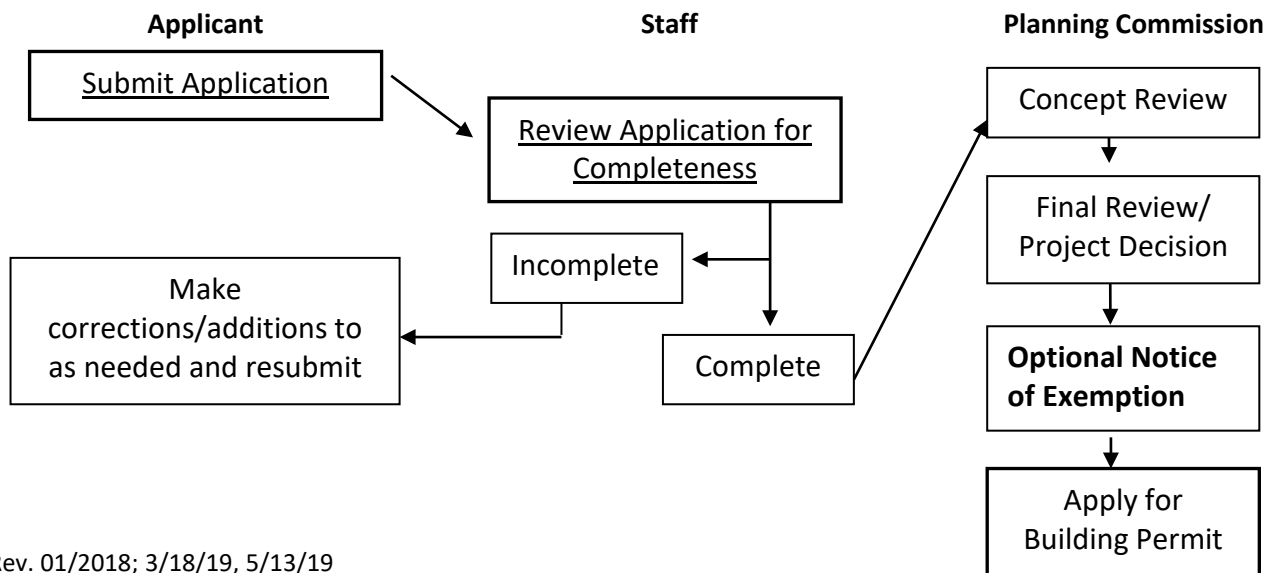 Applicant
Staff
Planning Commission
Submit Application
Review Application for
Completeness
Incomplete
Make
corrections/additions to
as needed and resubmit
Complete
Concept Review
Final Review/
Project Decision
Optional Notice
of Exemption
Apply for
Building Permit
Rev. 01/2018; 3/18/19, 5/13/19